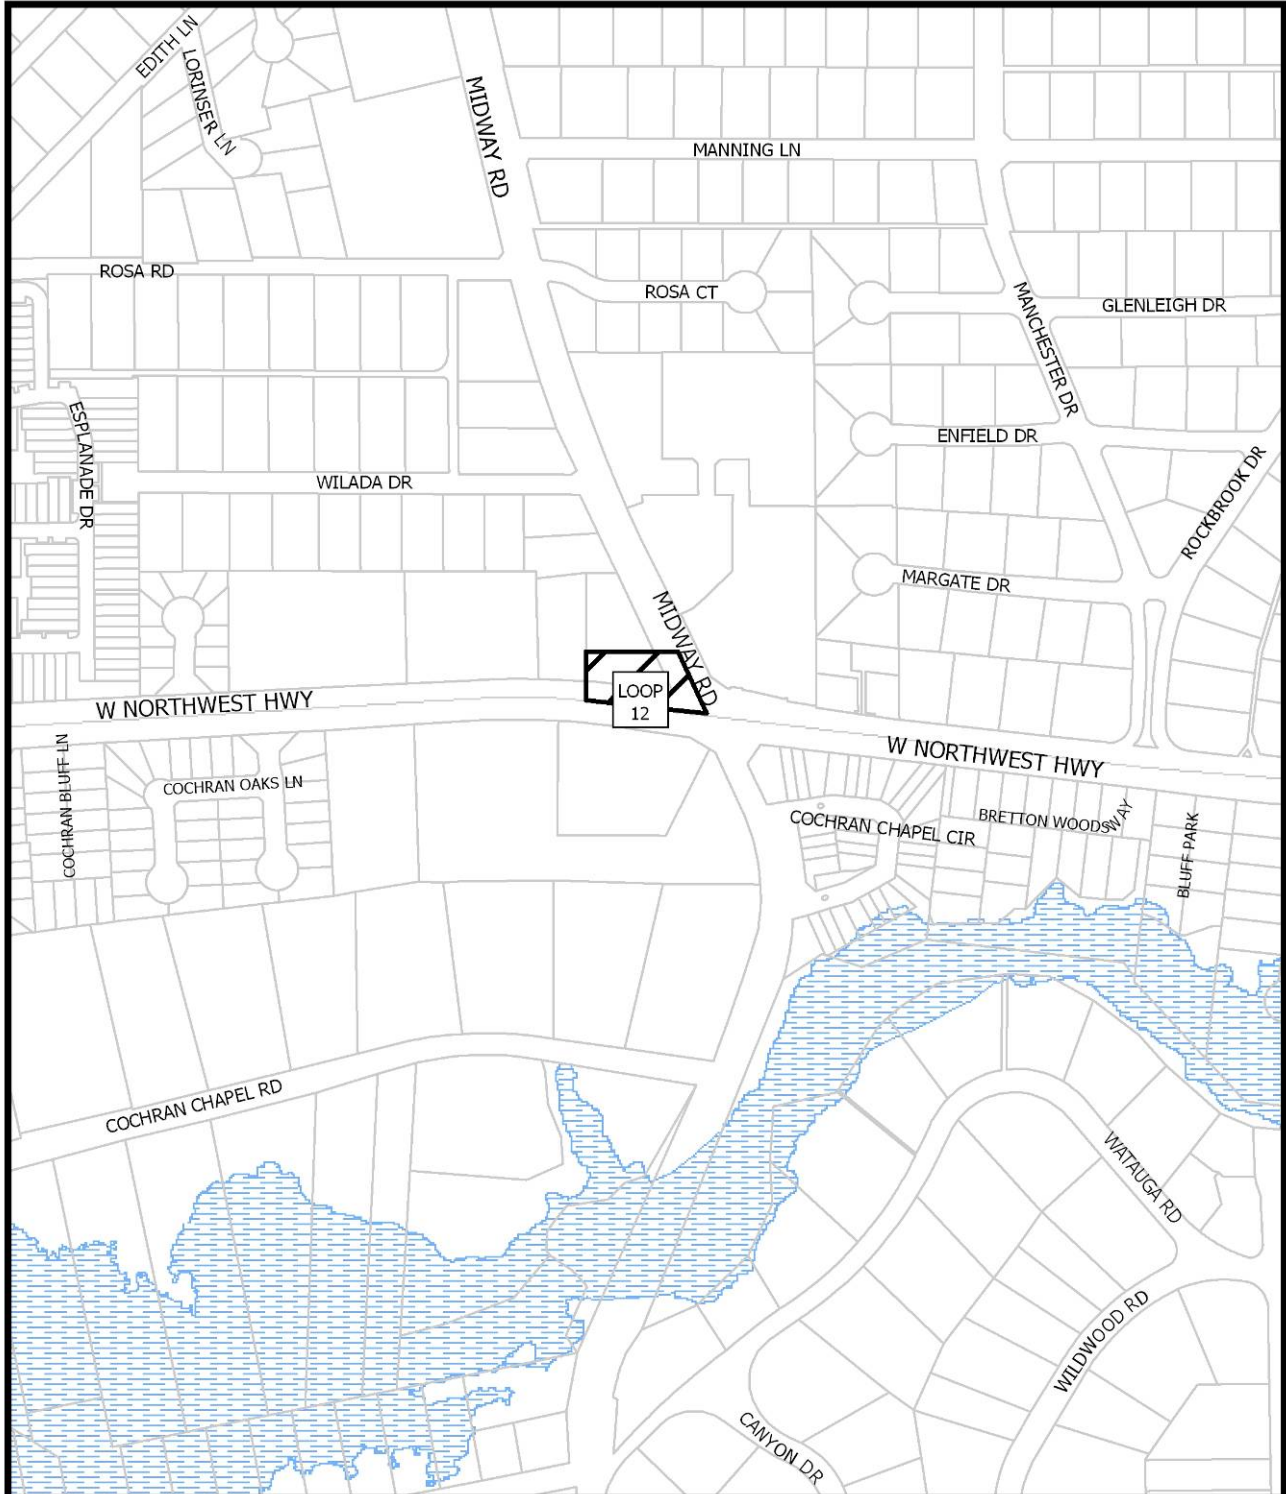 EDITH LN
LORINSER LN
MIDWAY RD
MANNING LN
ROSA RD
ROSA CT
MANCHESTER DR
GLENLEIGH DR
ESPLANADE DR
ENFIELD DR
ROCKBROOK DR
WILADA DR
MARGATE DR
MIDWAY RD
LOOP
12
W NORTHWEST HWY
W NORTHWEST HWY
COCHRAN BLUFF LN
COCHRAN OAKS LN
COCHRAN CHAPEL CIR
BRETTON WOODS WAY
BLUFF PARK
COCHRAN CHAPEL RD
WATAUGA RD
WILDWOOD RD
CANYON DR